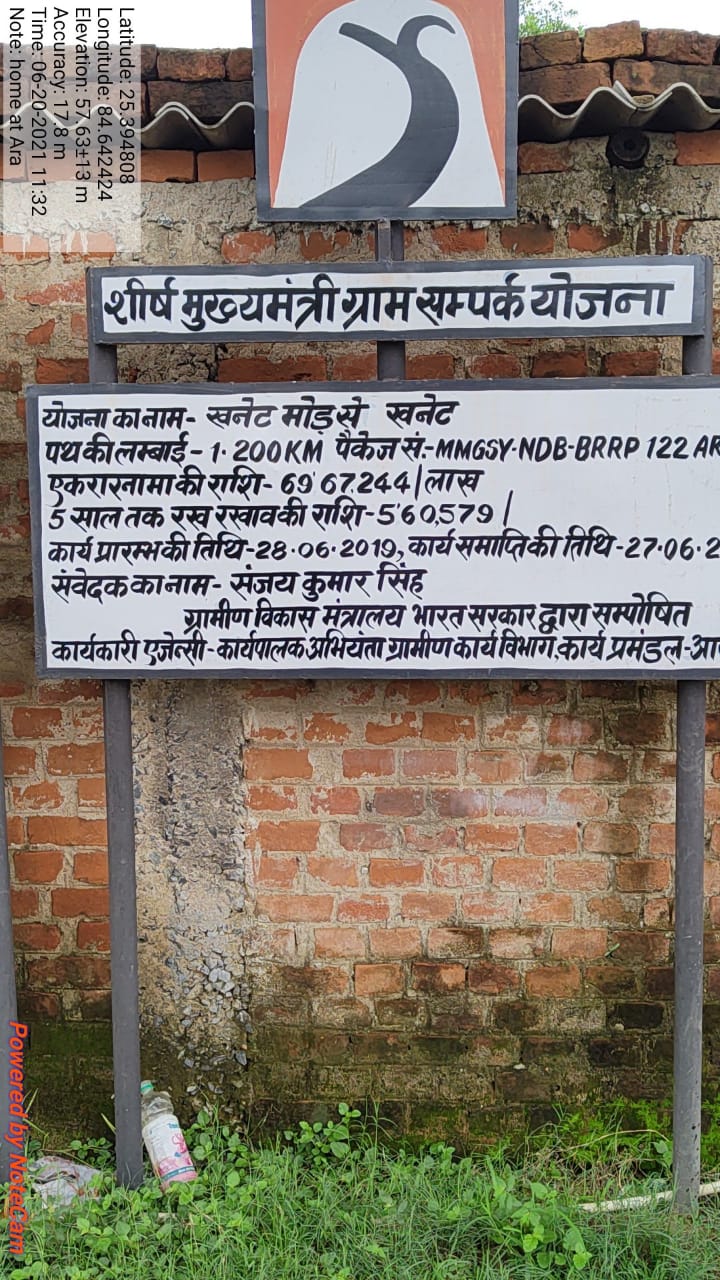 Latitude: 25.394808
Longitude: 84.642424
Elevation: 57.63±13 m
Accuracy: 17.8 m
Time: 06-20-2021 11:32
Note: home at Ara
शीर्ष मुख्यमंत्री ग्राम सम्पर्क योजना
योजना का नाम- खनेट मोड़ से खनेट
पथ की लम्बाई - 1.200KM पैकेज सं.-MMGSY-NDB-BRRP 122 AR
एकरारनामा की राशि- 69'67,244|लाख
5 साल तक रख रखाव की राशि-5'60,579|
कार्य प्रारम्भ की तिथि-28.06.2019, कार्य समाप्ति की तिथि-27.06.2
संवेदक का नाम- संजय कुमार सिंह
ग्रामीण विकास मंत्रालय भारत सरकार द्वारा सम्पोषित
कार्यकारी एजेन्सी-कार्यपालक अभियंता ग्रामीण कार्य विभाग, कार्य प्रमंडल-आ
Powered by NoteCam